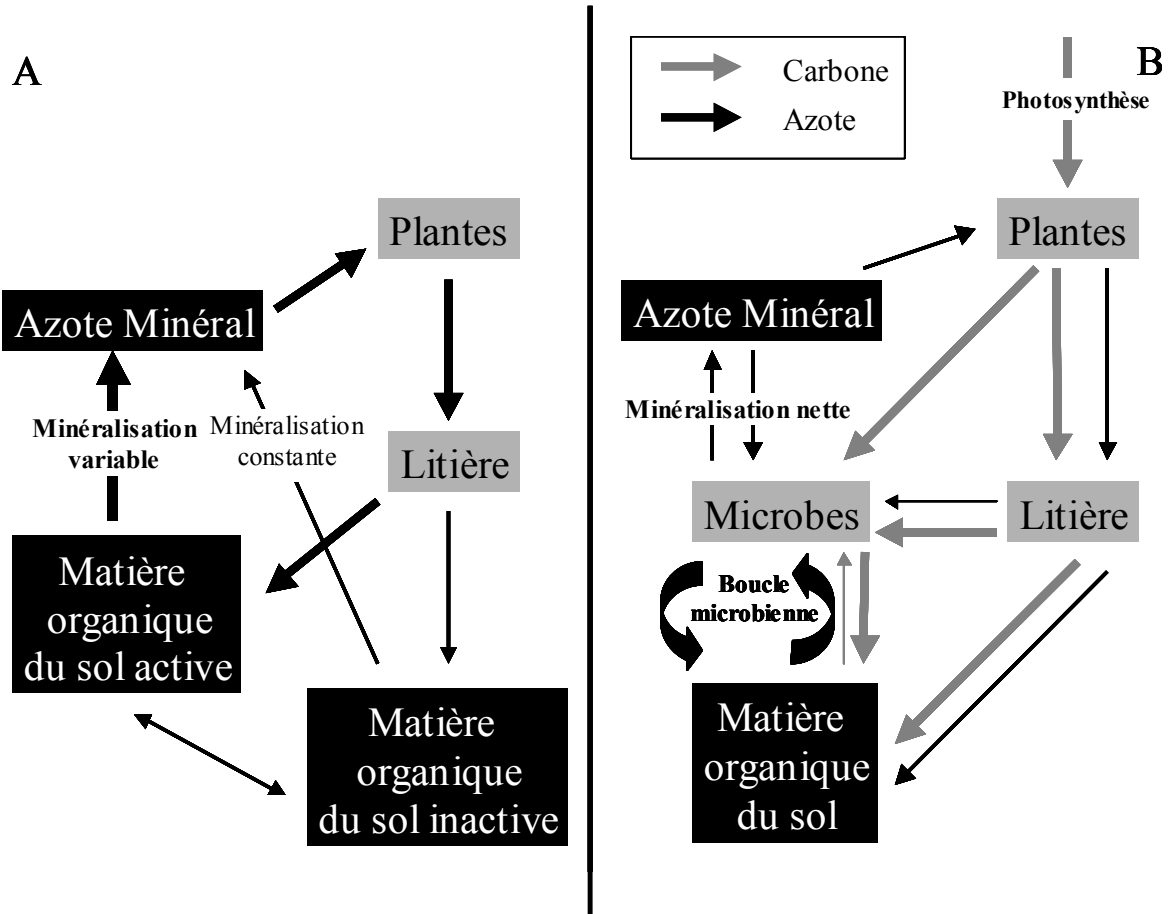 A
Plantes
Azote Minéral
Minéralisation
variable
Minéralisation
constante
Litière
Matière
organique
du sol active
Matière
organique
du sol inactive
B
Carbone
Azote
Photosynthèse
Plantes
Azote Minéral
Minéralisation nette
Microbes
Litière
Boucle
microbienne
Matière
organique
du sol